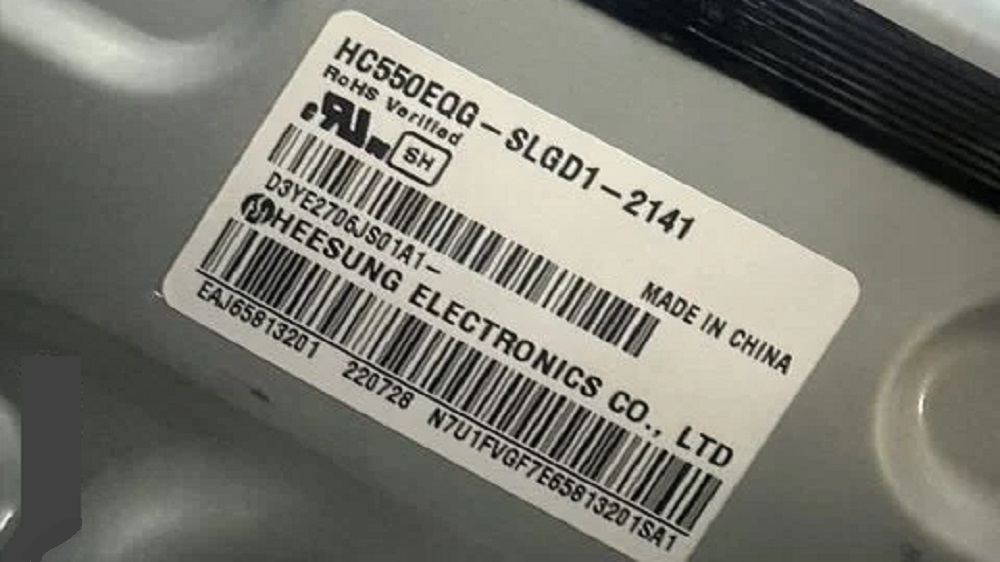 HC550EQG-SLGD1-2141
RoHS Verified
SH
D3YE2706JS01A1-
MADE IN CHINA
HEESUNG ELECTRONICS CO., LTD
EAJ65813201 220728 N7U1FVGF7E65813201SA1